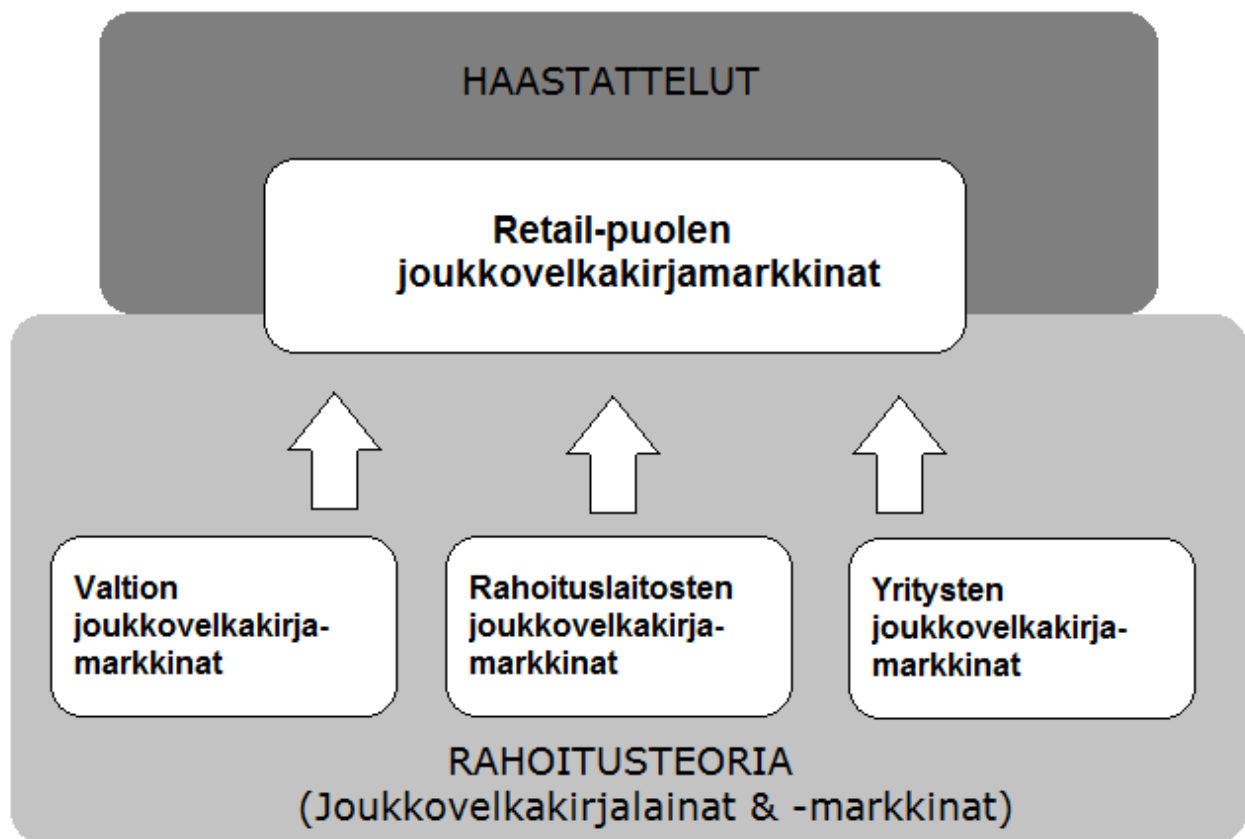 HAASTATTELUT
Retail-puolen
joukkovelkakirjamarkkinat
Valtion
joukkovelkakirja-
markkinat
Rahoituslaitosten
joukkovelkakirja-
markkinat
Yritysten
joukkovelkakirja-
markkinat
RAHOITUSTEORIA
(Joukkovelkakirjalainat & -markkinat)